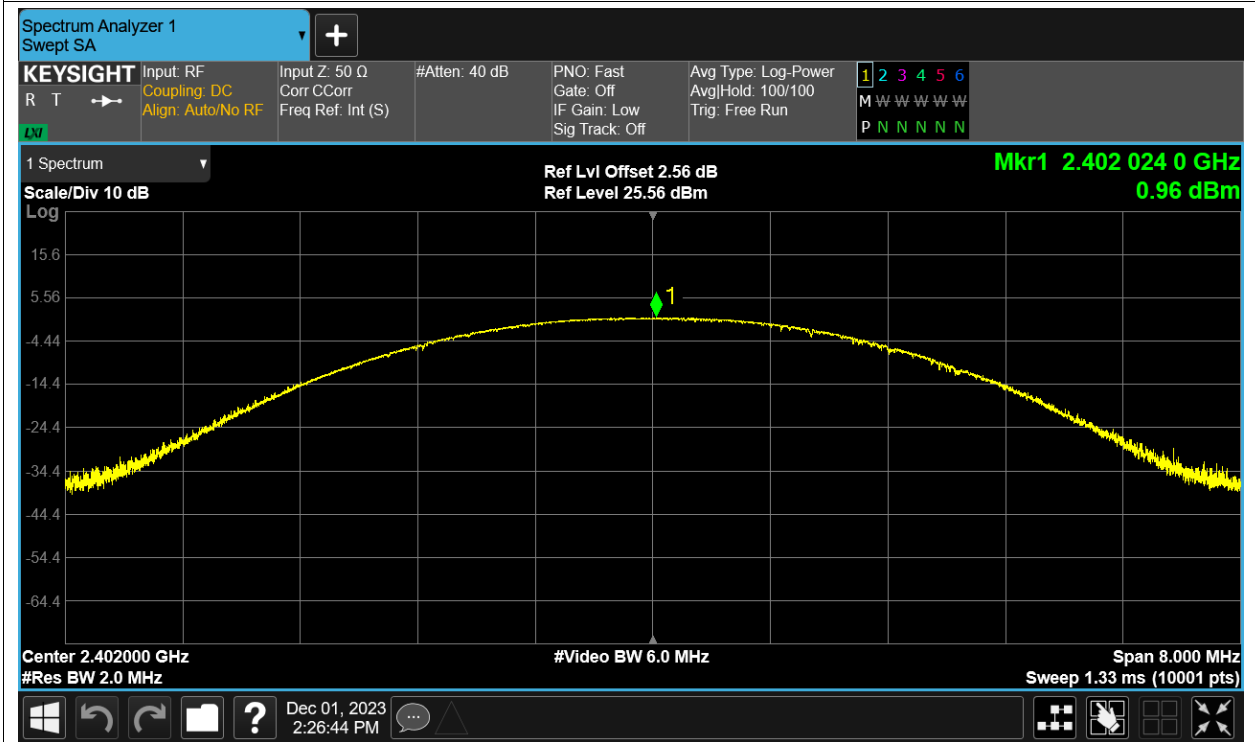 Spectrum Analyzer 1
Swept SA
+
KEYSIGHT
R T
LXI
Input: RF
Coupling: DC
Align: Auto/No RF
Input Z: 50 Ω
Corr CCorr
Freq Ref: Int (S)
#Atten: 40 dB
PNO: Fast
Gate: Off
IF Gain: Low
Sig Track: Off
Avg Type: Log-Power
Avg|Hold: 100/100
Trig: Free Run
1 2 3 4 5 6
M W W W W W
P N N N N N
1 Spectrum
Scale/Div 10 dB
Log
Ref Lvl Offset 2.56 dB
Ref Level 25.56 dBm
Mkr1 2.402 024 0 GHz
0.96 dBm
15.6
5.56
-4.44
-14.4
-24.4
-34.4
-44.4
-54.4
-64.4
1
Center 2.402000 GHz
#Res BW 2.0 MHz
#Video BW 6.0 MHz
Span 8.000 MHz
Sweep 1.33 ms (10001 pts)
?
Dec 01, 2023
2:26:44 PM